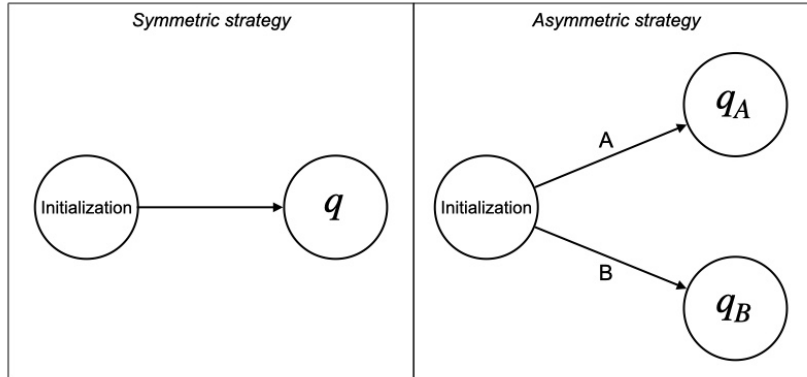 Symmetric strategy
Initialization
q
Asymmetric strategy
Initialization
A
B
q_A
q_B